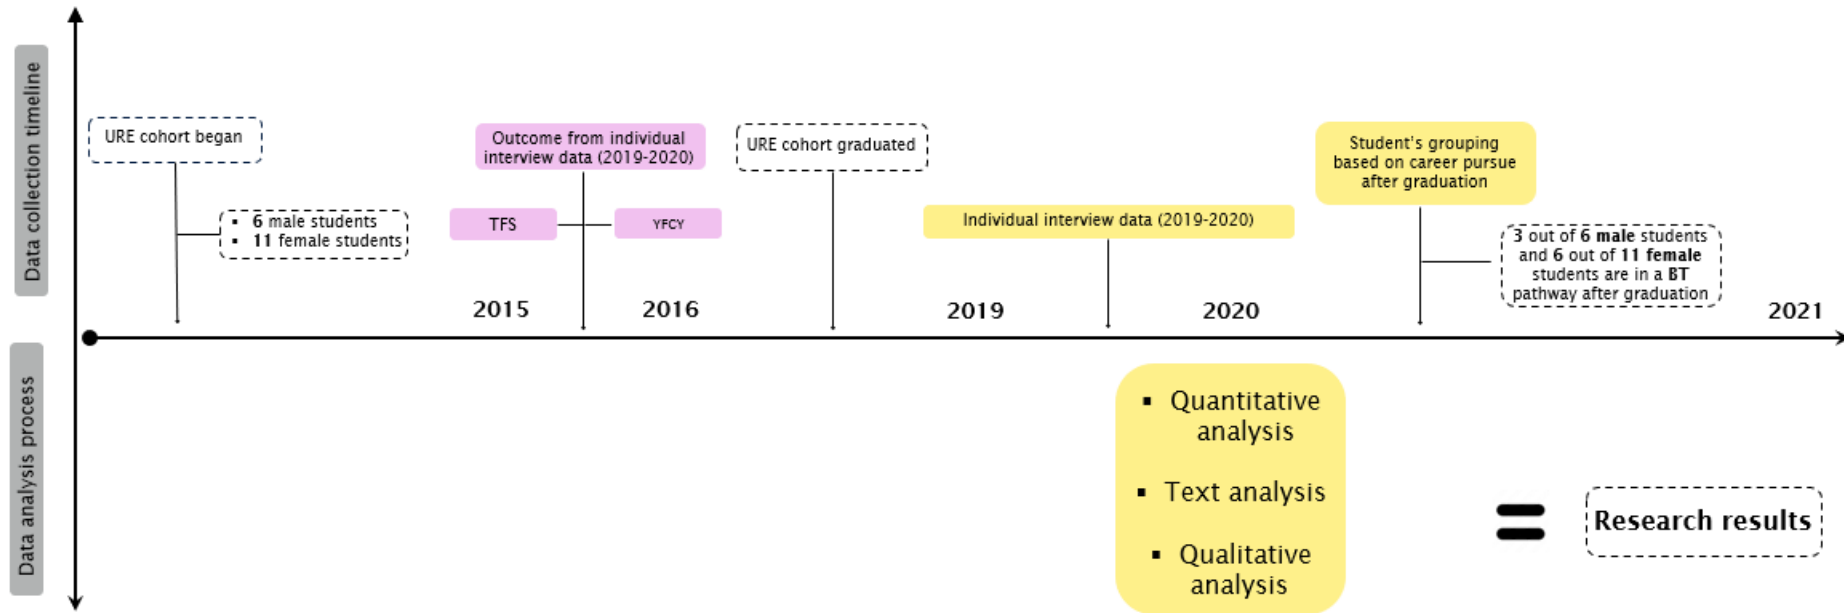 Data collection timeline
URE cohort began
▪ 6 male students
▪ 11 female students
Outcome from individual
interview data (2019-2020)
TFS
YFCY
URE cohort graduated
Individual interview data (2019-2020)
Student's grouping
based on career pursue
after graduation
3 out of 6 male students
and 6 out of 11 female
students are in a BT
pathway after graduation
2015
2016
2019
2020
2021
Data analysis process
▪ Quantitative
analysis
▪ Text analysis
▪ Qualitative
analysis
=
Research results